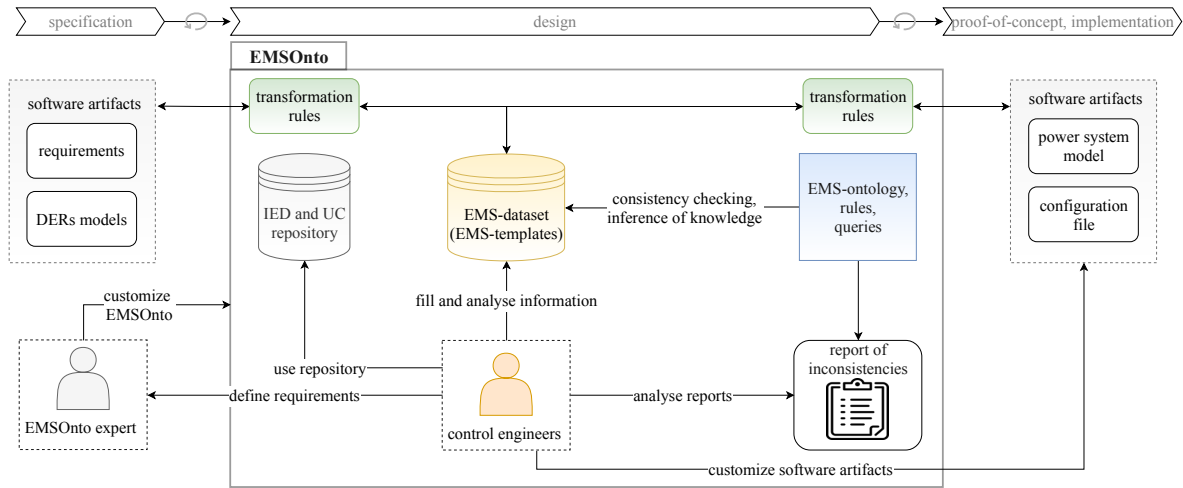 specification
design
proof-of-concept, implementation
EMSOnto
software artifacts
requirements
DERs models
transformation
rules
transformation
rules
software artifacts
power system
model
configuration
file
IED and UC
repository
EMS-dataset
(EMS-templates)
consistency checking,
inference of knowledge
EMS-ontology,
rules,
queries
customize
EMSOnto
fill and analyse information
use repository
define requirements
analyse reports
report of
inconsistencies
EMSOnto expert
control engineers
customize software artifacts